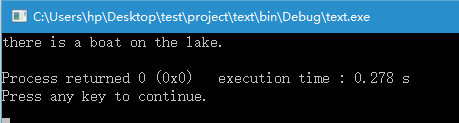 C:\Users\hp\Desktop\test\project\text\bin\Debug\text.exe
there is a boat on the lake.
Process returned 0 (0x0)   execution time : 0.278 s
Press any key to continue.